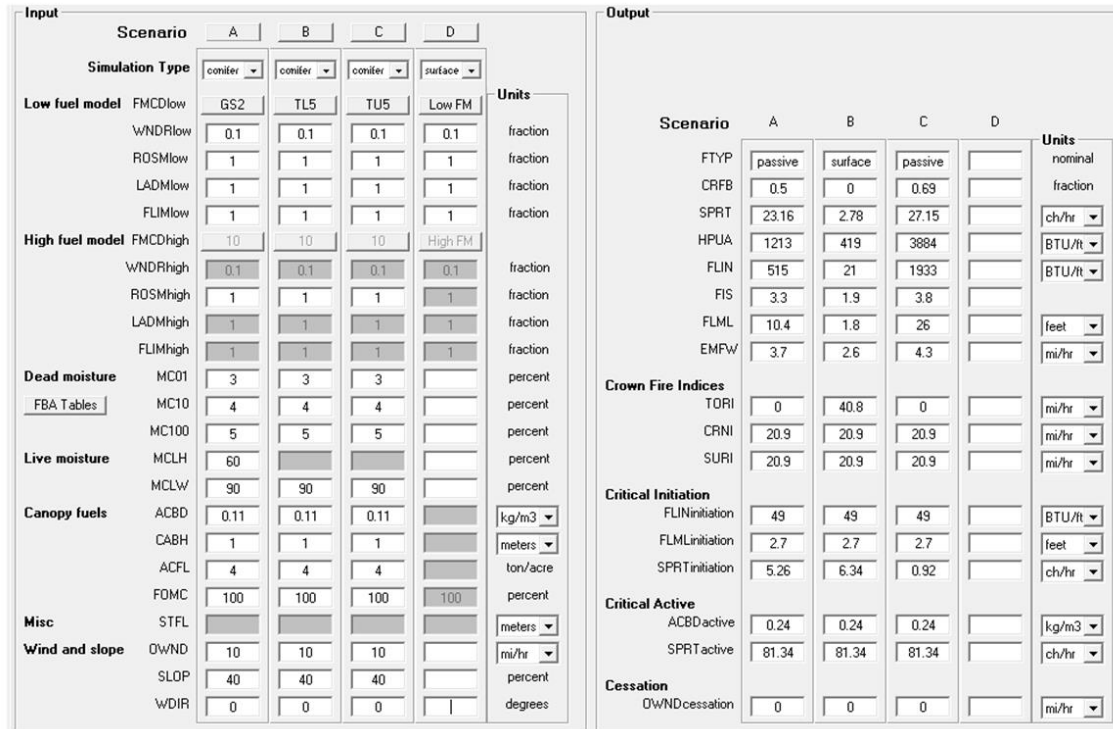 Input
Scenario A B C D
Simulation Type conifer conifer conifer surface
Units
Low fuel model FMCDlow GS2 TL5 TU5 Low FM
WNDRlow 0.1 0.1 0.1 0.1 fraction
ROSMlow 1 1 1 1 fraction
LADMlow 1 1 1 1 fraction
FLIMlow 1 1 1 1 fraction
High fuel model FMCDhigh 10 10 10 High FM
WNDRhigh 0.1 0.1 0.1 0.1 fraction
ROSMhigh 1 1 1 1 fraction
LADMhigh 1 1 1 1 fraction
FLIMhigh 1 1 1 1 fraction
Dead moisture MC01 3 3 3 percent
FBA Tables MC10 4 4 4 percent
MC100 5 5 5 percent
Live moisture MCLH 60 percent
MCLW 90 90 90 percent
Canopy fuels ACBD 0.11 0.11 0.11 kg/m3
CABH 1 1 1 meters
ACFL 4 4 4 ton/acre
FOMC 100 100 100 100 percent
Misc STFL meters
Wind and slope OWND 10 10 10 mi/hr
SLOP 40 40 40 percent
WDIR 0 0 0 degrees
Output
Scenario A B C D
Units
FTYP passive surface passive nominal
CRFB 0.5 0 0.69 fraction
SPRT 23.16 2.78 27.15 ch/hr
HPUA 1213 419 3884 BTU/ft
FLIN 515 21 1933 BTU/ft
FIS 3.3 1.9 3.8
FLML 10.4 1.8 26 feet
EMFW 3.7 2.6 4.3 mi/hr
Crown Fire Indices
TORI 0 40.8 0 mi/hr
CRNI 20.9 20.9 20.9 mi/hr
SURI 20.9 20.9 20.9 mi/hr
Critical Initiation
FLINinitiation 49 49 49 BTU/ft
FLMLinitiation 2.7 2.7 2.7 feet
SPRTinitiation 5.26 6.34 0.92 ch/hr
Critical Active
ACBDactive 0.24 0.24 0.24 kg/m3
SPRTactive 81.34 81.34 81.34 ch/hr
Cessation
OWNDcessation 0 0 0 mi/hr